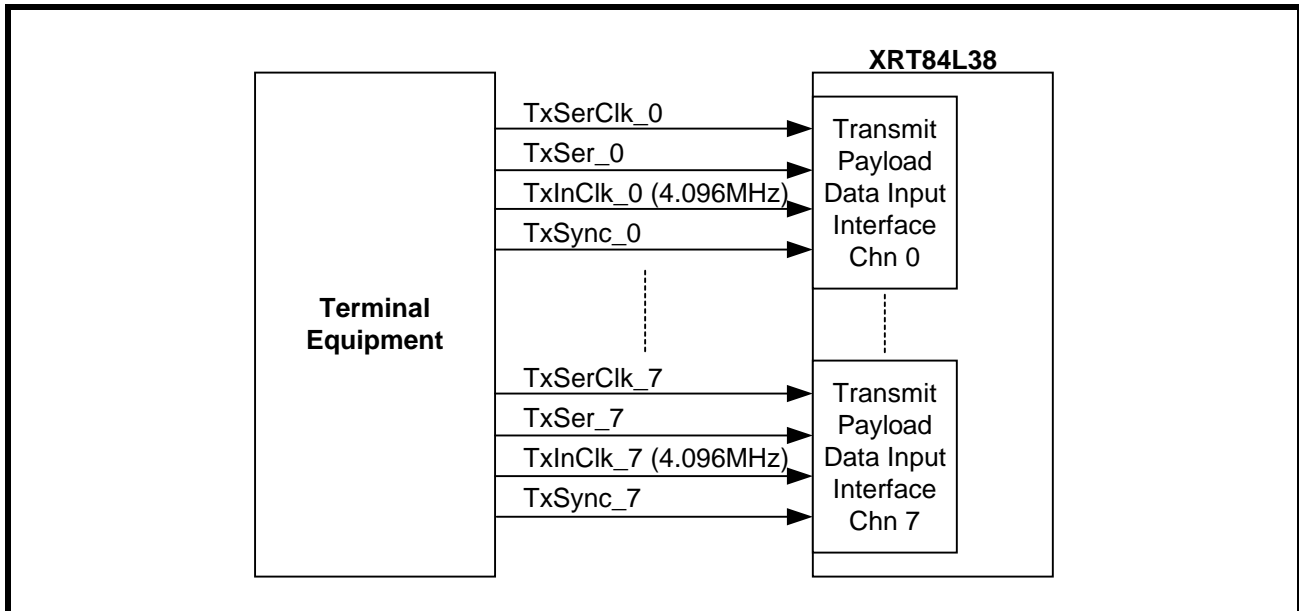 XRT84L38
TxSerClk_0
TxSer_0
TxInClk_0 (4.096MHz)
TxSync_0
Transmit
Payload
Data Input
Interface
Chn 0
Terminal
Equipment
TxSerClk_7
TxSer_7
TxInClk_7 (4.096MHz)
TxSync_7
Transmit
Payload
Data Input
Interface
Chn 7